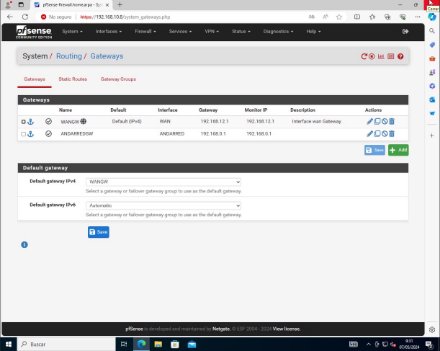 pfSense-firewall.home.arpa - Sy
No seguro
https://192.168.10.8/system_gateways.php
pfsense
COMMUNITY EDITION
System
Interfaces
Firewall
Services
VPN
Status
Diagnostics
Help
System / Routing / Gateways
Gateways
Static Routes
Gateway Groups
Gateways
Name
Default
Interface
Gateway
Monitor IP
Description
Actions
WANGW
Default (IPv4)
WAN
192.168.12.1
192.168.12.1
Interface wan Gateway
ANDARREDGW
ANDARRED
192.168.0.1
192.168.0.1
Save
Add
Default gateway
Default gateway IPv4
WANGW
Select a gateway or failover gateway group to use as the default gateway.
Default gateway IPv6
Automatic
Select a gateway or failover gateway group to use as the default gateway.
Save
pfSense is developed and maintained by Netgate. © ESF 2004 - 2024 View license.
Buscar